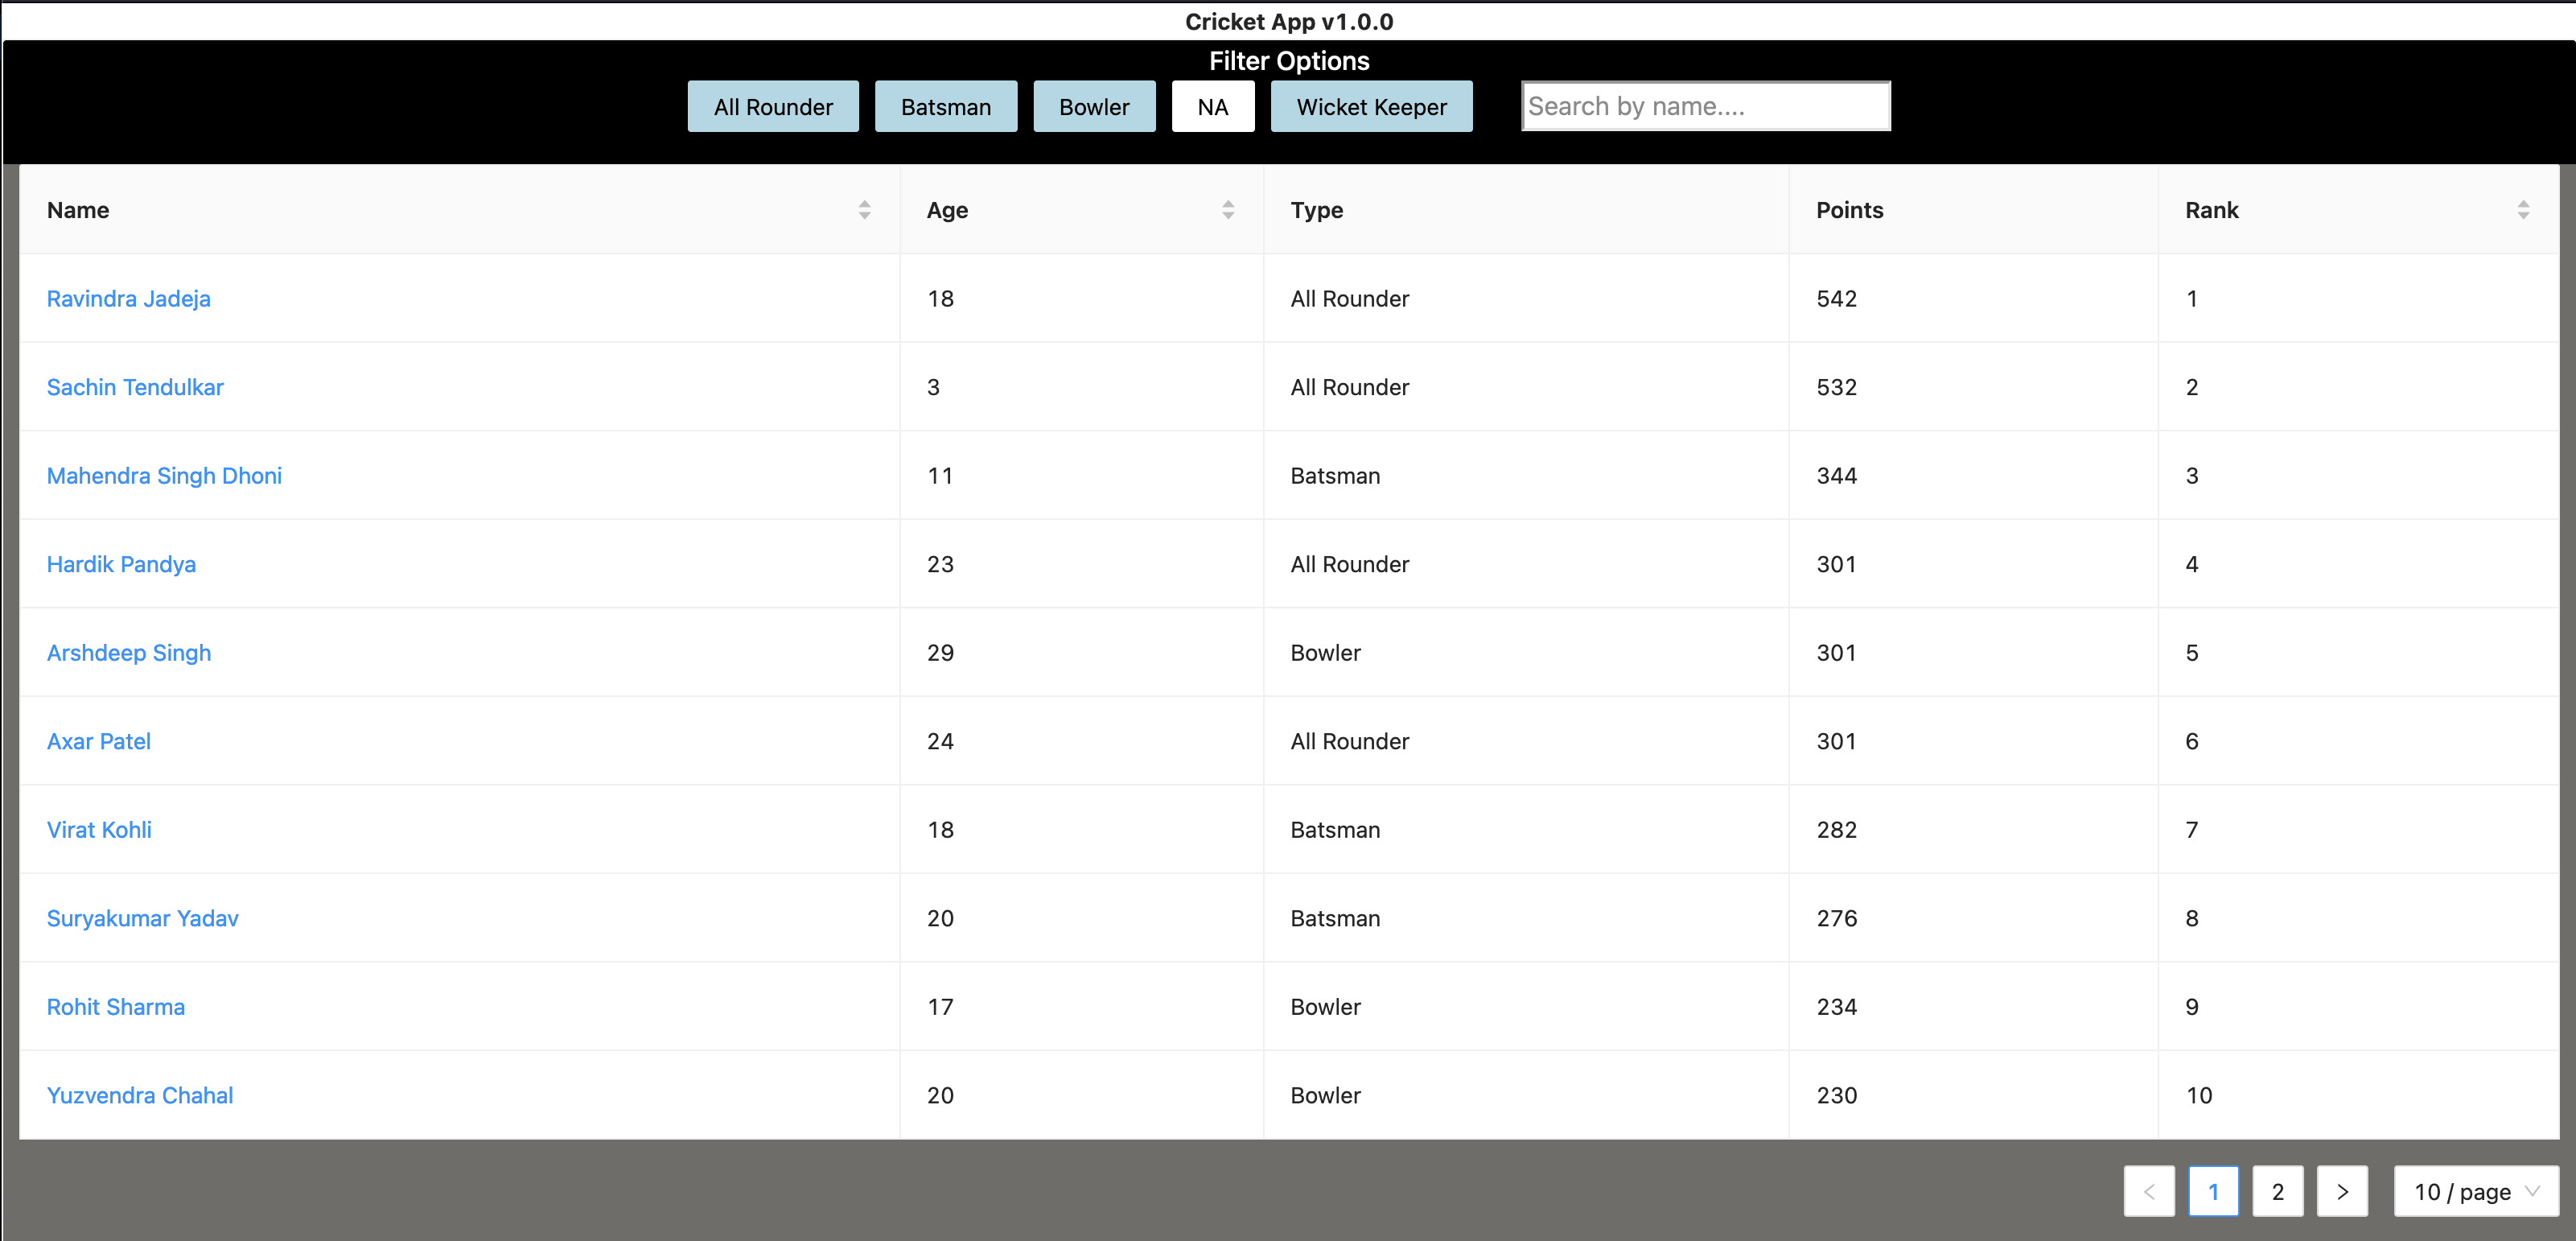 Cricket App v1.0.0
Filter Options
All Rounder Batsman Bowler NA Wicket Keeper Search by name....
Name Age Type Points Rank
Ravindra Jadeja 18 All Rounder 542 1
Sachin Tendulkar 3 All Rounder 532 2
Mahendra Singh Dhoni 11 Batsman 344 3
Hardik Pandya 23 All Rounder 301 4
Arshdeep Singh 29 Bowler 301 5
Axar Patel 24 All Rounder 301 6
Virat Kohli 18 Batsman 282 7
Suryakumar Yadav 20 Batsman 276 8
Rohit Sharma 17 Bowler 234 9
Yuzvendra Chahal 20 Bowler 230 10
< 1 2 > 10 / page